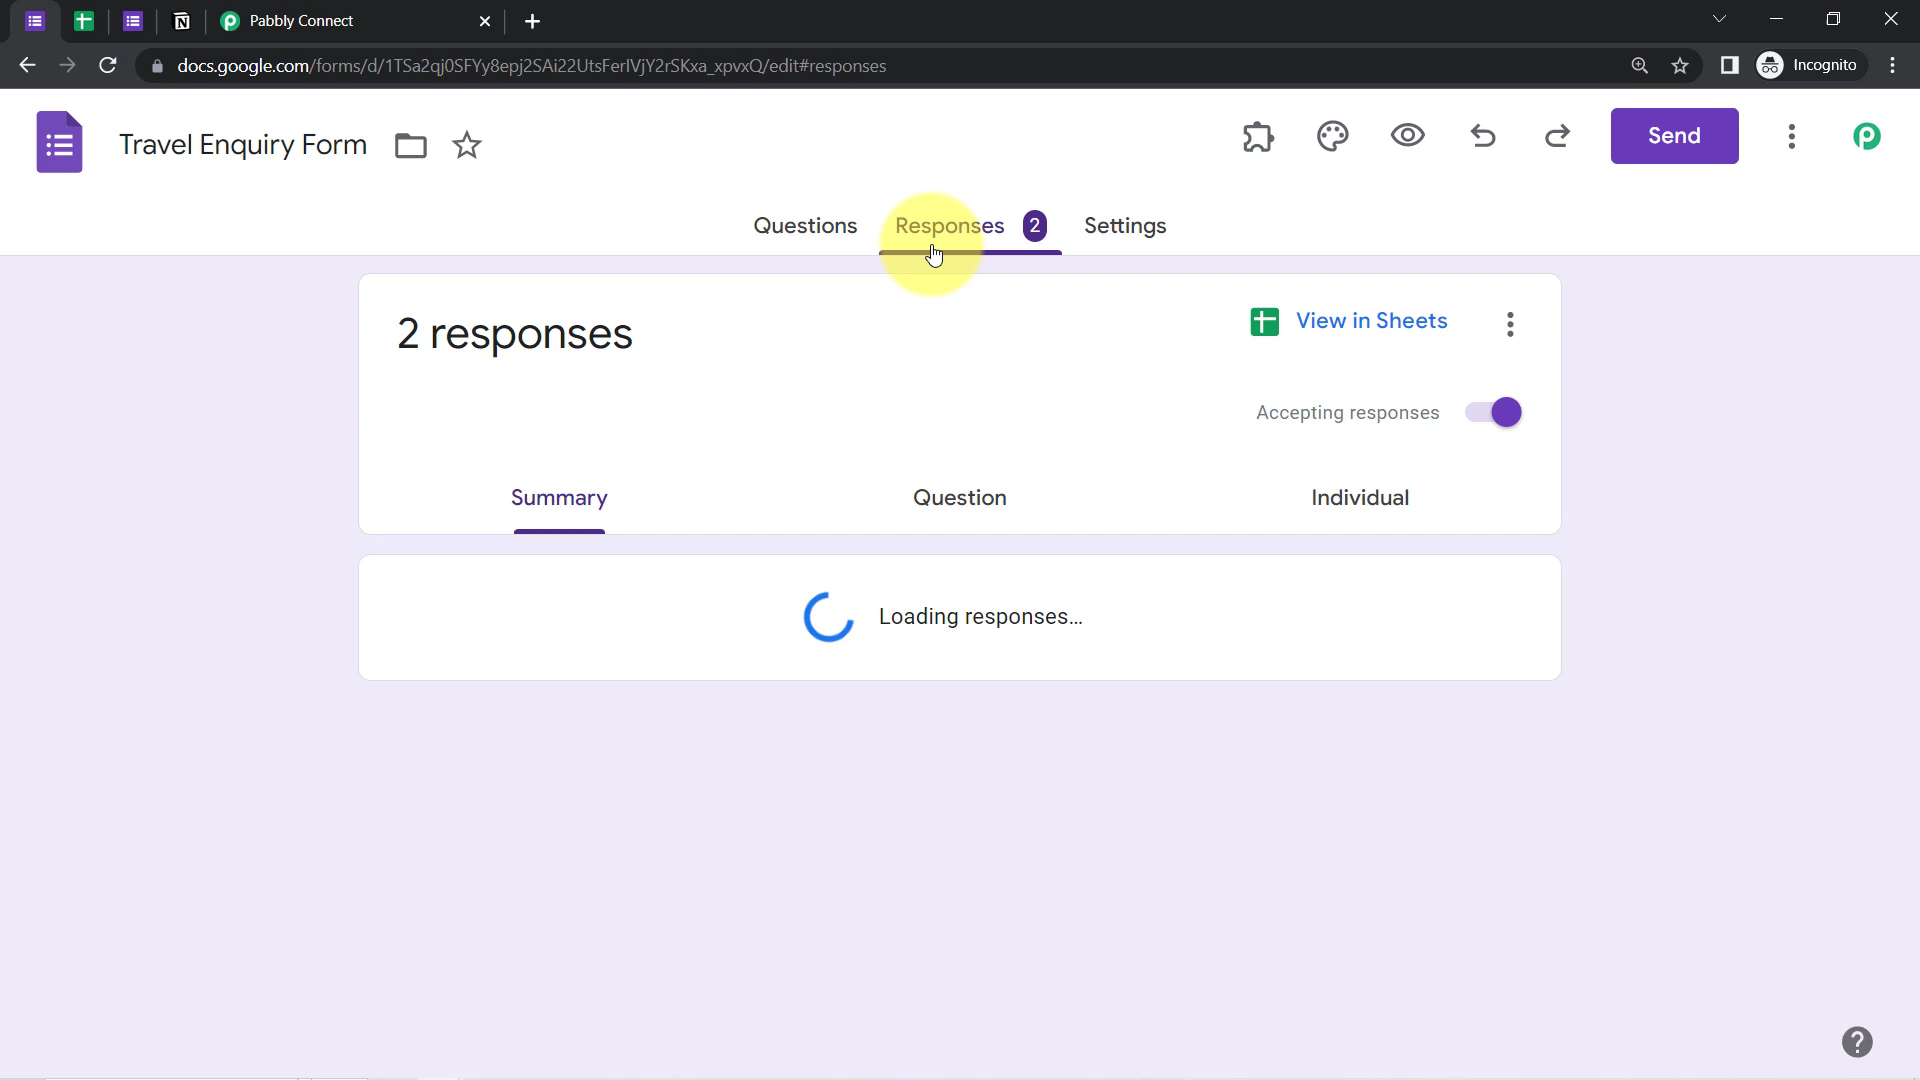 Pabbly Connect
docs.google.com/forms/d/1TSa2qj0SFYy8epj2SAi22UtsFerIVjY2rSKxa_xpvxQ/edit#responses
Incognito
Travel Enquiry Form
Send
Questions
Responses 2
Settings
2 responses
View in Sheets
Accepting responses
Summary
Question
Individual
Loading responses...